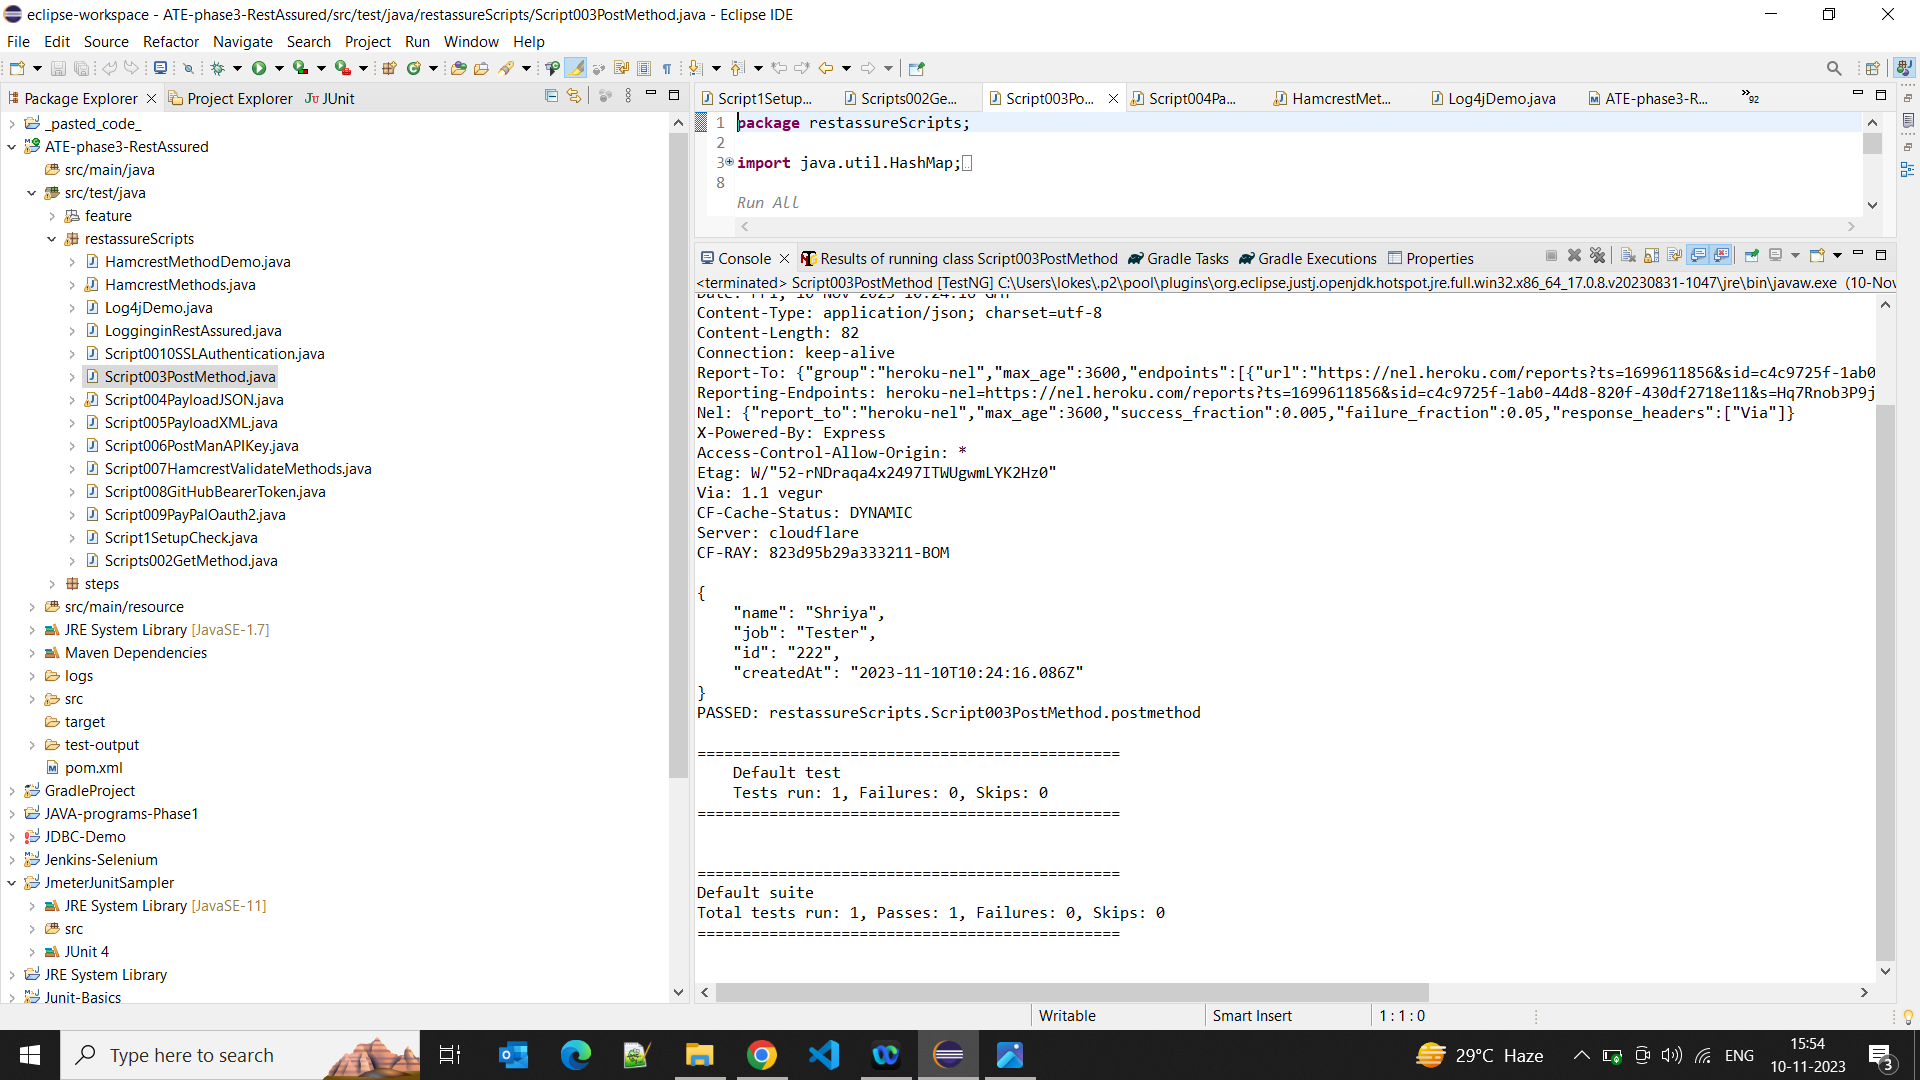 eclipse-workspace - ATE-phase3-RestAssured/src/test/java/restassureScripts/Script003PostMethod.java - Eclipse IDE
File Edit Source Refactor Navigate Search Project Run Window Help
Package Explorer Project Explorer JUnit
_pasted_code_
ATE-phase3-RestAssured
src/main/java
src/test/java
feature
restassureScripts
HamcrestMethodDemo.java
HamcrestMethods.java
Log4jDemo.java
LogginginRestAssured.java
Script0010SSLAuthentication.java
Script003PostMethod.java
Script004PayloadJSON.java
Script005PayloadXML.java
Script006PostManAPIKey.java
Script007HamcrestValidateMethods.java
Script008GitHubBearerToken.java
Script009PayPalOauth2.java
Script1SetupCheck.java
Scripts002GetMethod.java
steps
src/main/resource
JRE System Library [JavaSE-1.7]
Maven Dependencies
logs
src
target
test-output
pom.xml
GradleProject
JAVA-programs-Phase1
JDBC-Demo
Jenkins-Selenium
JmeterJunitSampler
JRE System Library [JavaSE-11]
src
JUnit 4
JRE System Library
Junit-Basics
Script1Setup... Scripts002Ge... Script003Po... Script004Pa... HamcrestMet... Log4jDemo.java ATE-phase3-R... »92
1 package restassureScripts;
2
3 import java.util.HashMap;
8
Run All
Console Results of running class Script003PostMethod Gradle Tasks Gradle Executions Properties
<terminated> Script003PostMethod [TestNG] C:\Users\lokes\.p2\pool\plugins\org.eclipse.justj.openjdk.hotspot.jre.full.win32.x86_64_17.0.8.v20230831-1047\jre\bin\javaw.exe (10-Nov
Date: Fri, 10 Nov 2023 10:24:16 GMT
Content-Type: application/json; charset=utf-8
Content-Length: 82
Connection: keep-alive
Report-To: {"group":"heroku-nel","max_age":3600,"endpoints":[{"url":"https://nel.heroku.com/reports?ts=1699611856&sid=c4c9725f-1ab0
Reporting-Endpoints: heroku-nel=https://nel.heroku.com/reports?ts=1699611856&sid=c4c9725f-1ab0-44d8-820f-430df2718e11&s=Hq7Rnob3P9j
Nel: {"report_to":"heroku-nel","max_age":3600,"success_fraction":0.005,"failure_fraction":0.05,"response_headers":["Via"]}
X-Powered-By: Express
Access-Control-Allow-Origin: *
Etag: W/"52-rNDraqa4x2497ITWUgwmLYK2Hz0"
Via: 1.1 vegur
CF-Cache-Status: DYNAMIC
Server: cloudflare
CF-RAY: 823d95b29a333211-BOM
{
"name": "Shriya",
"job": "Tester",
"id": "222",
"createdAt": "2023-11-10T10:24:16.086Z"
}
PASSED: restassureScripts.Script003PostMethod.postmethod
===============================================
Default test
Tests run: 1, Failures: 0, Skips: 0
===============================================
===============================================
Default suite
Total tests run: 1, Passes: 1, Failures: 0, Skips: 0
===============================================
Writable Smart Insert 1 : 1 : 0
Type here to search
29°C Haze ENG 15:54
10-11-2023 3